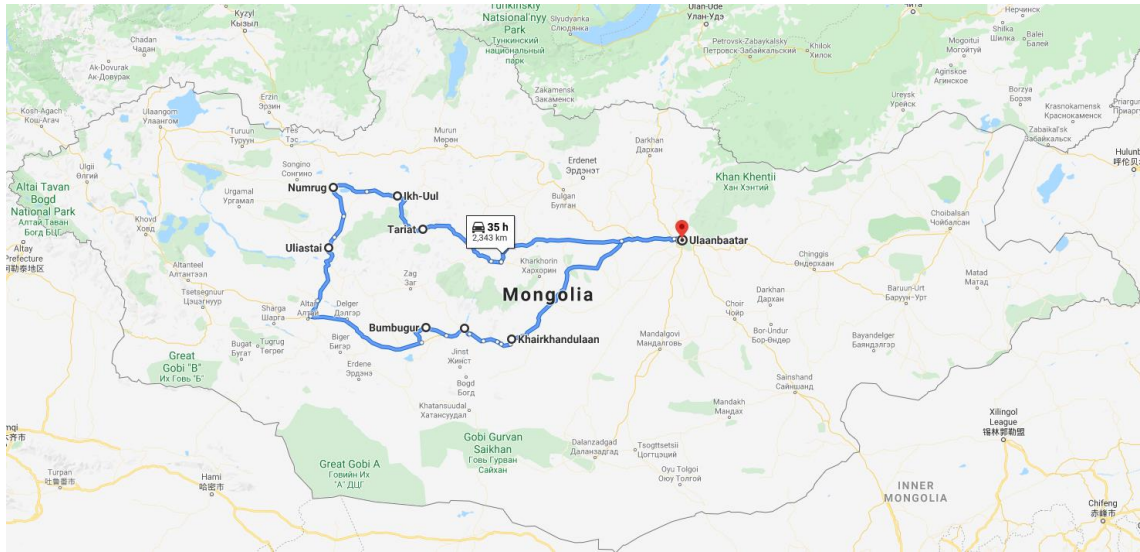 Tunkinskiy
Natsional'nyy
Park
Тункинский
национальный
парк
Kyzyl
Кызыл
Slyudyanka
Слюдянка
Ulan-Ude
Улан-Удэ
Чита
Нерчинск
Chadan
Чадан
Petrovsk-Zabaykalsky
Петровск-Забайкальский
Khilok
Хилок
Mogoitui
Могойтуй
Shilka
Шилка
Balei
Балей
Ak-Dovurak
Ак-Довурак
Aginskoe
Агинское
Zakamensk
Закаменск
Erzin
Эрзин
Ureysk
Урейск
Borzya
Борзя
Priargunsk
Kosh-Agach
Кош-Агач
Ulaangom
Улаангом
Turuun
Туруун
Tes
Тэс
Murun
Мөрөн
Darkhan
Дархан
Krasnokamensk
Краснокаменск
Zabaikal'sk
Забайкальск
Hulunb
呼伦贝尔
Ulgii
Өлгий
Songino
Сонгино
Erdenet
Эрдэнэт
Khan Khentii
Хан Хэнтий
Altai Tavan
Bogd
National Park
Алтай Таван
Богд БЦГ
Numrug
Ikh-Uul
Urgamal
Ургамал
Bulgan
Булган
Choibalsan
Чойбалсан
Khovd
Ховд
Tariat
35 h
2,343 km
Ulaanbaatar
Uliastai
Altay
Prefecture
阿勒泰地区
Altanteel
Алтантээл
Kharkhorin
Хархорин
Chinggis
Өндөрхаан
Zag
Заг
Matad
Матад
Tsetsegnuur
Цэцэгнуур
Mongolia
Darkhan
Дархан
Baruun-Urt
Баруун-Урт
Sharga
Шарга
Altai
Алтай
Delger
Дэлгэр
Choir
Чойр
Bumbugur
Khairkhandulaan
Mandalgovi
Мандалговь
Bor-Undur
Бор-Өндөр
Bayandelger
Баяндэлгэр
Bugat
Бугат
Tugrug
Төгрөг
Biger
Бигэр
Jinst
Жинст
Great
Gobi "B"
Их Говь "Б"
Erdene
Эрдэнэ
Bogd
Богд
Sainshand
Сайншанд
Khatansuudal
Хатансуудал
Mandakh
Мандах
Xilingol
League
锡林郭勒盟
Gobi Gurvan
Saikhan
Говь Гурван
Сайхан
Dalanzadgad
Даланзадгад
Tsogttsetsii
Цогтцэций
Great Gobi A
Говийн Их
"А" ДЦГ
Oyu Tolgoi
Оюу Толгой
Turpan
吐鲁番市
Hami
哈密市
INNER
MONGOLIA
Chifeng
赤峰市